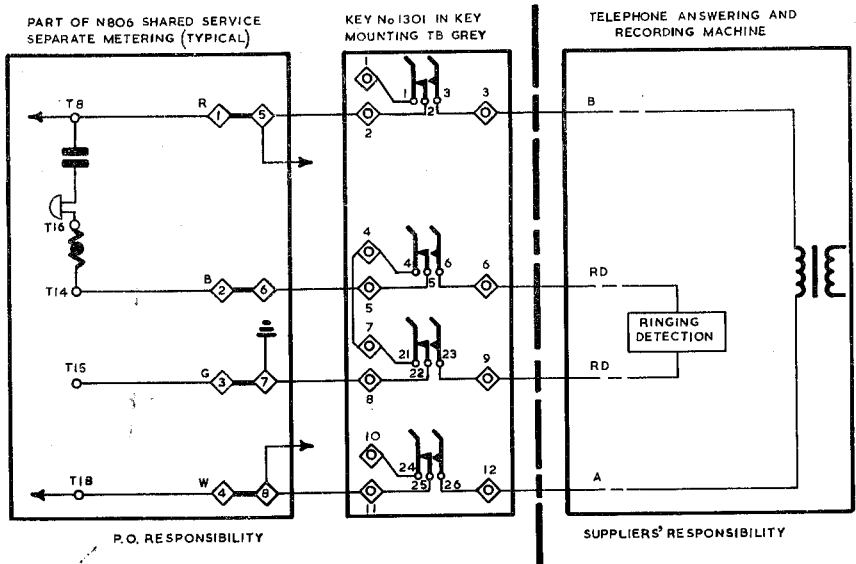 PART OF N806 SHARED SERVICE
SEPARATE METERING (TYPICAL)
KEY No 1301 IN KEY
MOUNTING TB GREY
TELEPHONE ANSWERING AND
RECORDING MACHINE
T8
R
1
5
1
2
1
2
3
3
B
T16
T14
B
2
6
4
5
4
5
6
6
RD
RINGING
DETECTION
T15
G
3
7
7
8
21
22
23
9
RD
T18
W
4
8
10
11
24
25
26
12
A
P.O. RESPONSIBILITY
SUPPLIERS' RESPONSIBILITY